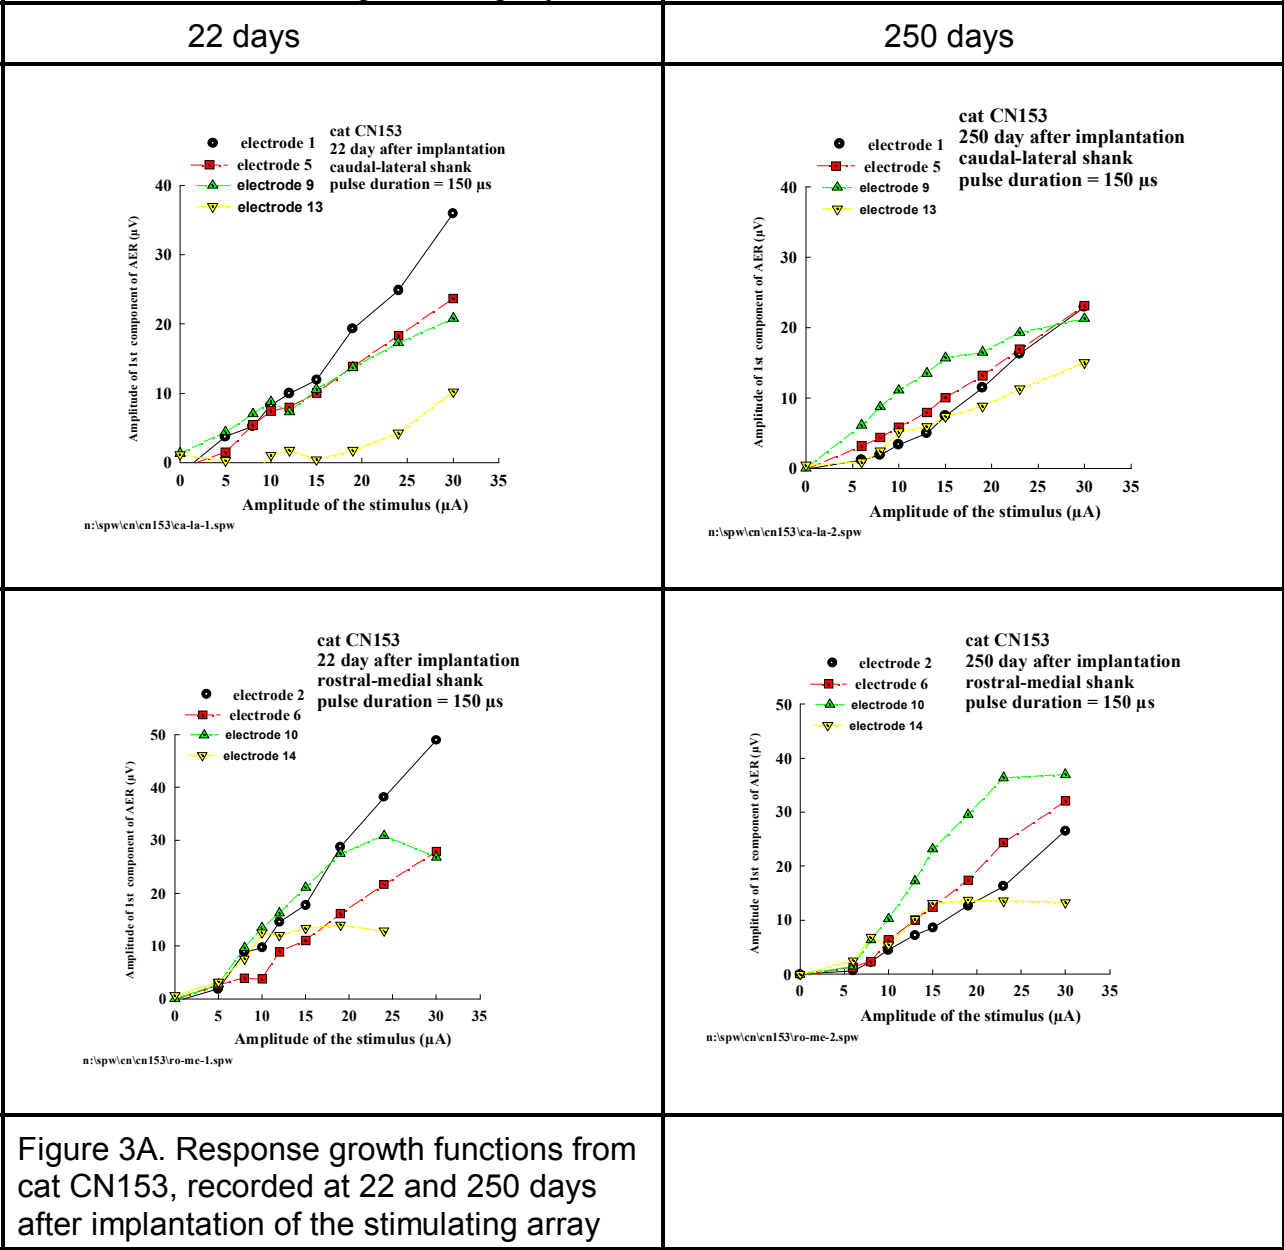 22 days
250 days
cat CN153
22 day after implantation
caudal-lateral shank
pulse duration = 150 µs
electrode 1
electrode 5
electrode 9
electrode 13
Amplitude of 1st component of AER (µV)
40
30
20
10
0
0 5 10 15 20 25 30 35
Amplitude of the stimulus (µA)
n:\spw\cn\cn153\ca-la-1.spw
cat CN153
250 day after implantation
caudal-lateral shank
pulse duration = 150 µs
electrode 1
electrode 5
electrode 9
electrode 13
Amplitude of 1st component of AER (µV)
40
30
20
10
0
0 5 10 15 20 25 30 35
Amplitude of the stimulus (µA)
n:\spw\cn\cn153\ca-la-2.spw
cat CN153
22 day after implantation
rostral-medial shank
pulse duration = 150 µs
electrode 2
electrode 6
electrode 10
electrode 14
Amplitude of 1st component of AER (µV)
50
40
30
20
10
0
0 5 10 15 20 25 30 35
Amplitude of the stimulus (µA)
n:\spw\cn\cn153\ro-me-1.spw
cat CN153
250 day after implantation
rostral-medial shank
pulse duration = 150 µs
electrode 2
electrode 6
electrode 10
electrode 14
Amplitude of 1st component of AER (µV)
50
40
30
20
10
0
0 5 10 15 20 25 30 35
Amplitude of the stimulus (µA)
n:\spw\cn\cn153\ro-me-2.spw
Figure 3A. Response growth functions from
cat CN153, recorded at 22 and 250 days
after implantation of the stimulating array